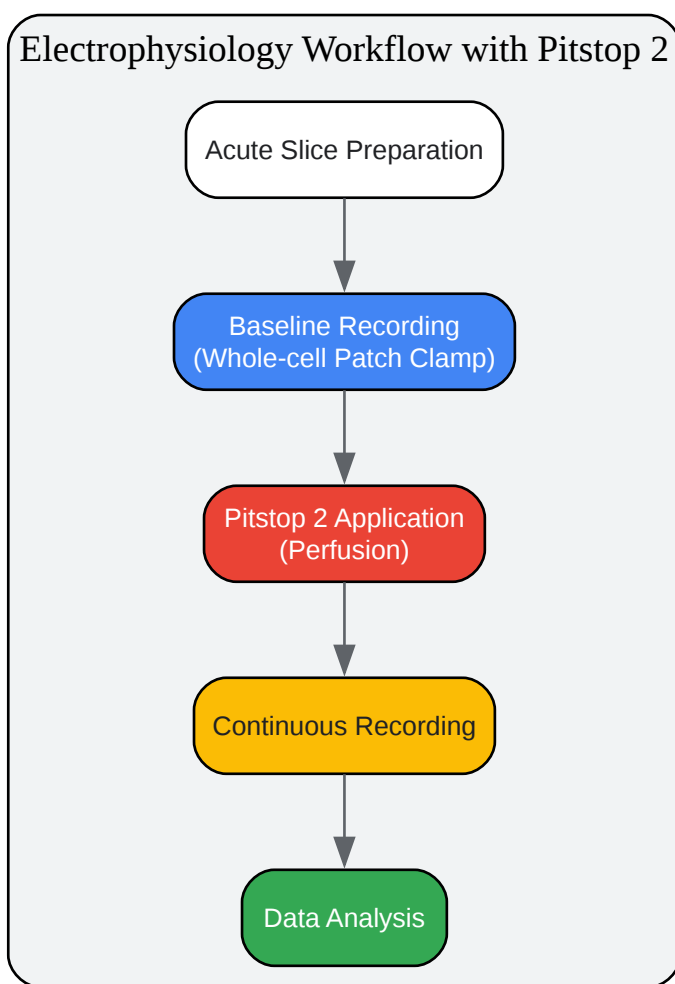 Electrophysiology Workflow with Pitstop 2
Acute Slice Preparation
Baseline Recording
(Whole-cell Patch Clamp)
Pitstop 2 Application
(Perfusion)
Continuous Recording
Data Analysis